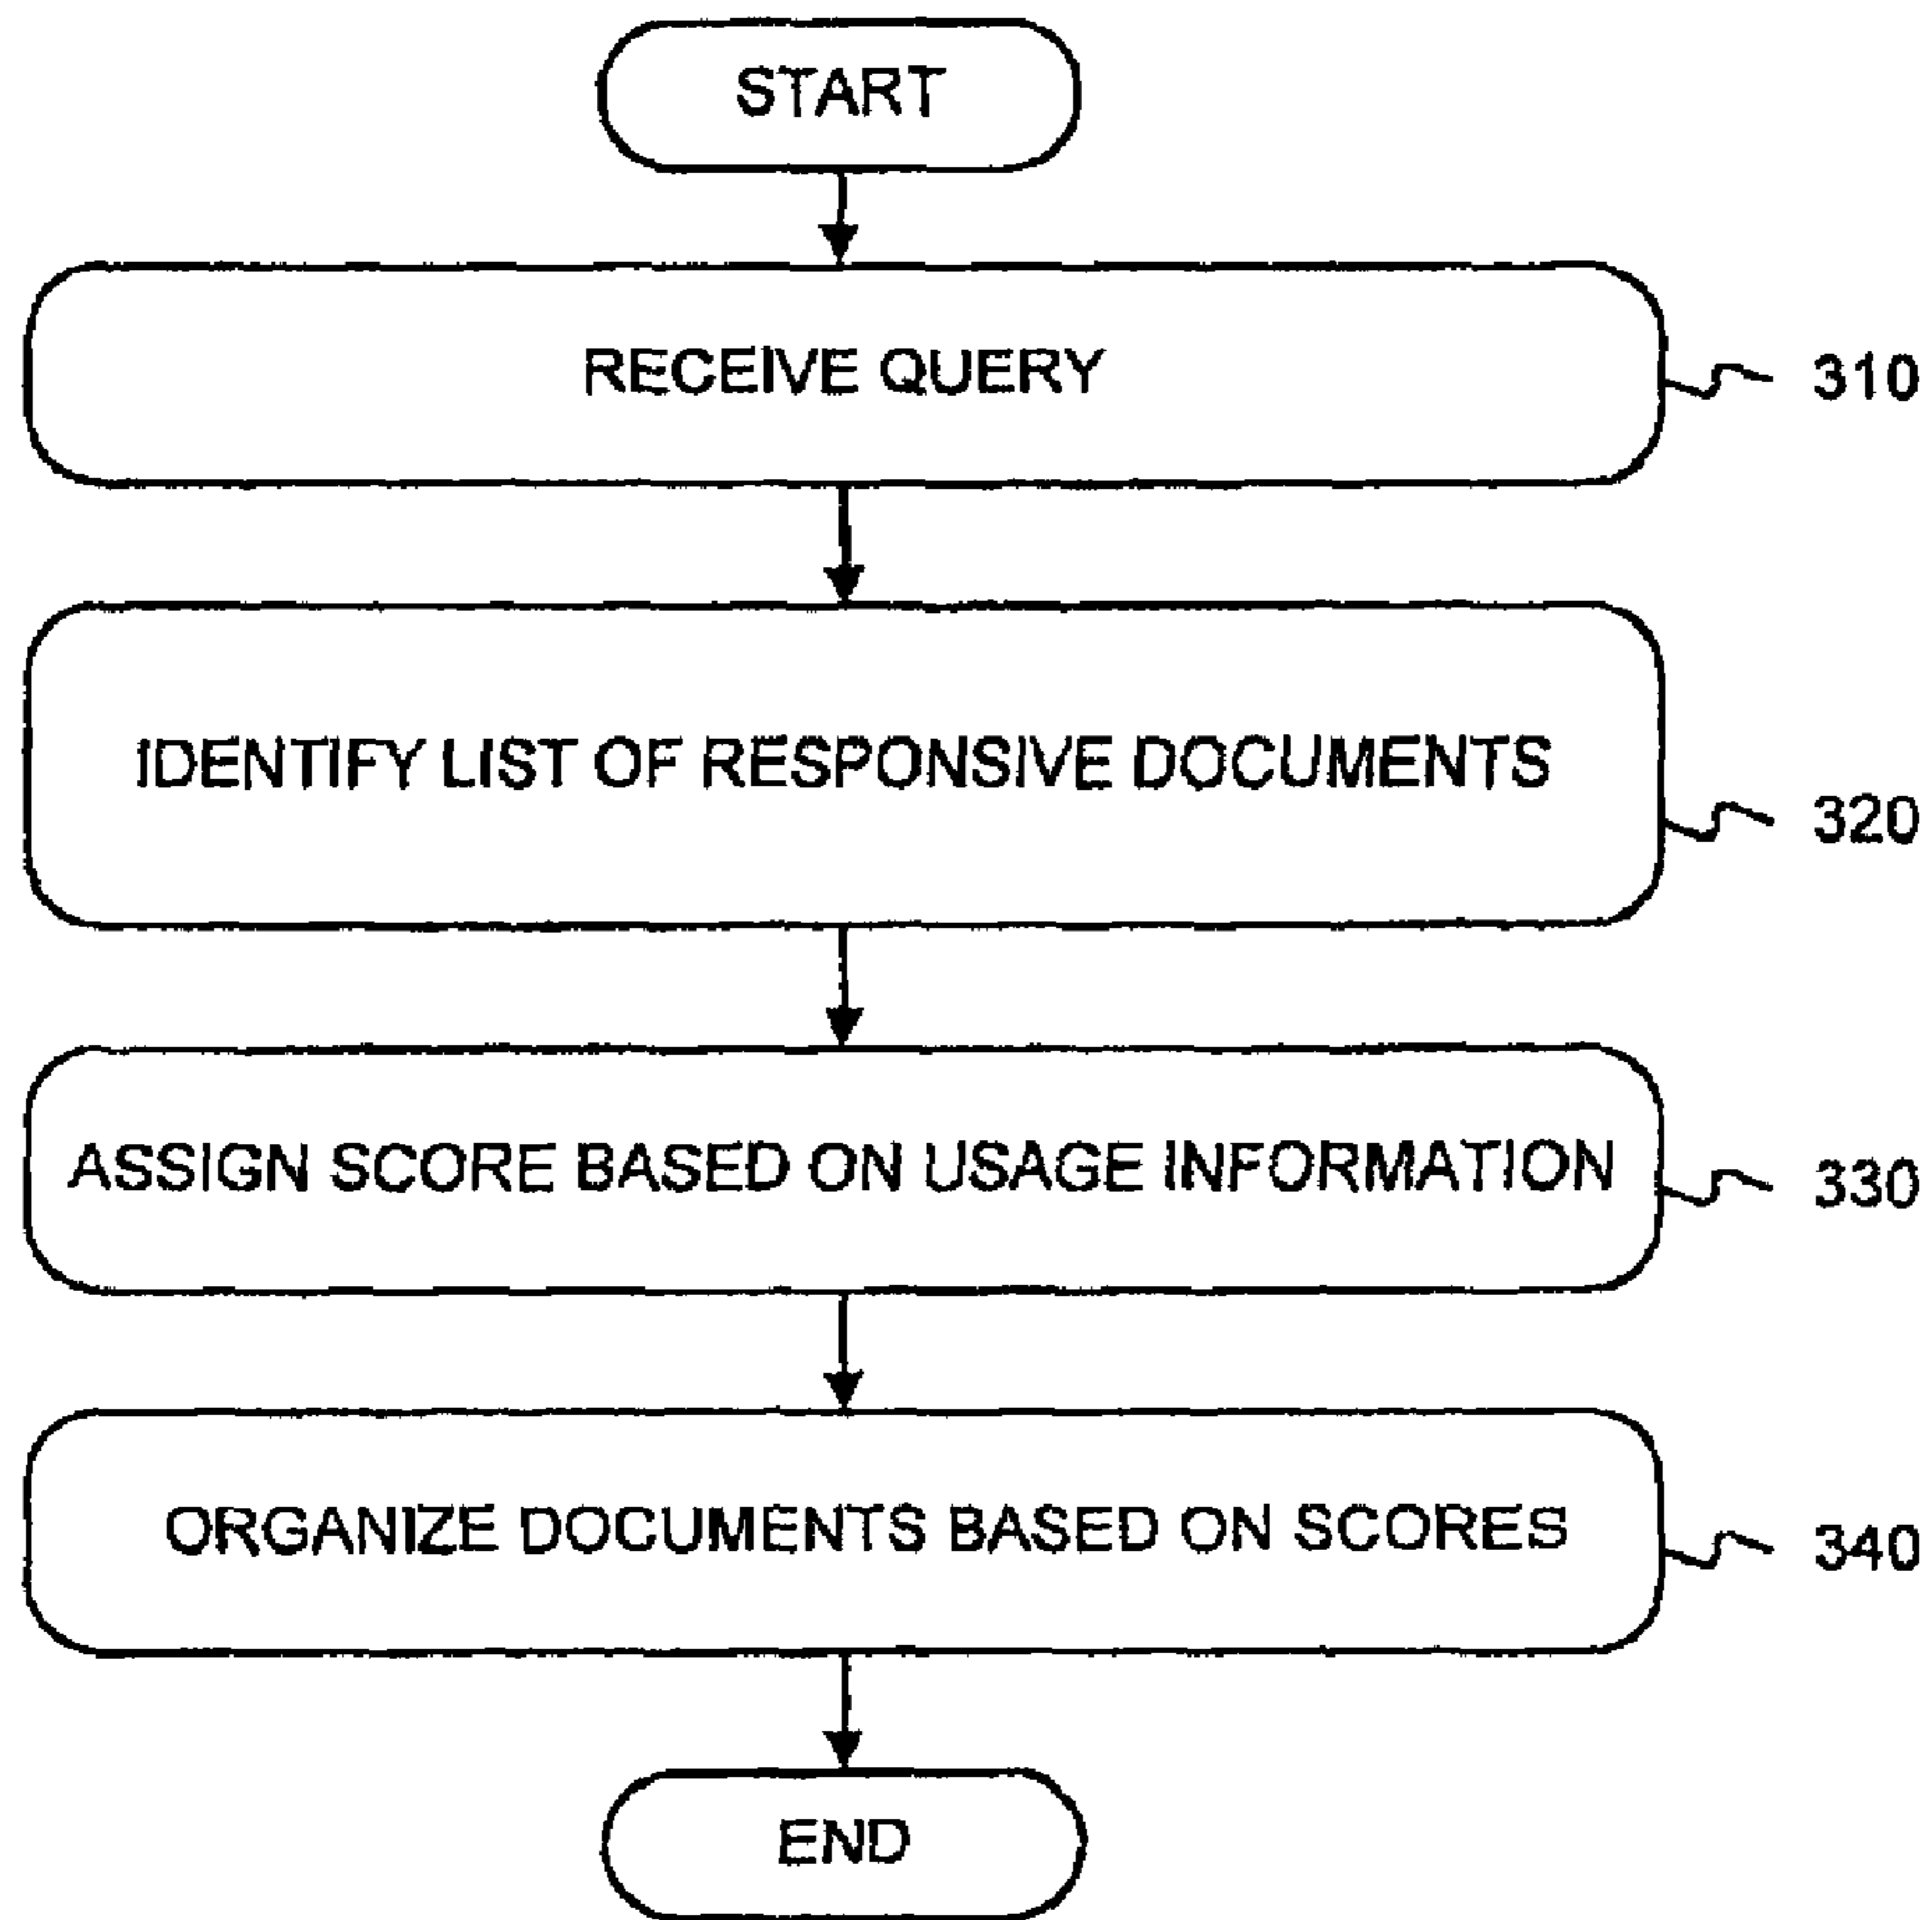 START
RECEIVE QUERY
310
IDENTIFY LIST OF RESPONSIVE DOCUMENTS
320
ASSIGN SCORE BASED ON USAGE INFORMATION
330
ORGANIZE DOCUMENTS BASED ON SCORES
340
END